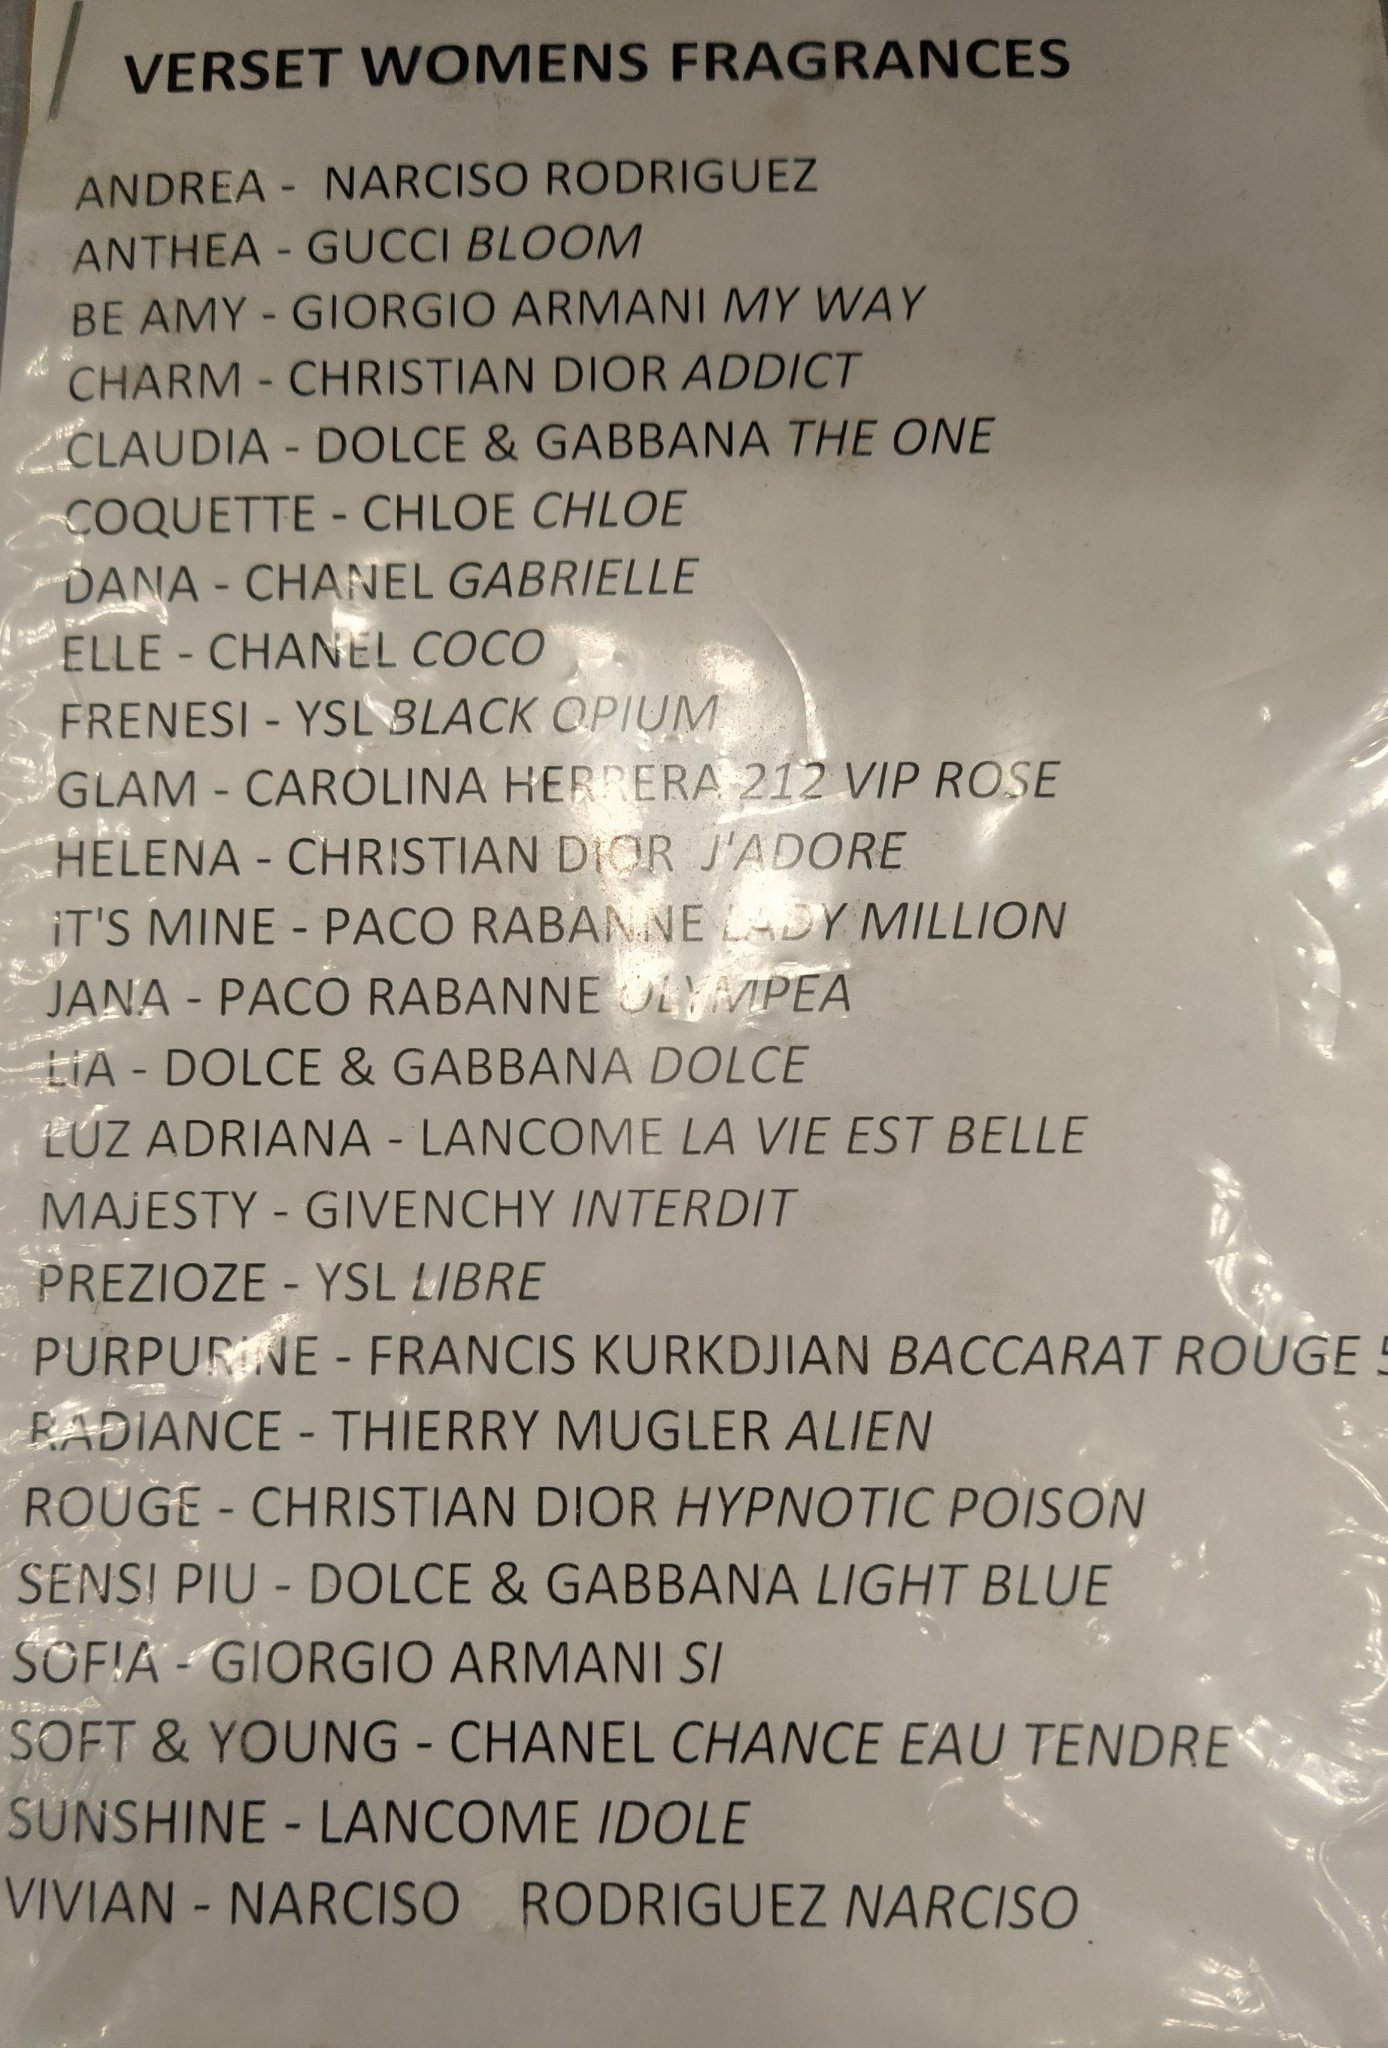 VERSET WOMENS FRAGRANCES
ANDREA - NARCISO RODRIGUEZ
ANTHEA - GUCCI BLOOM
BE AMY - GIORGIO ARMANI MY WAY
CHARM - CHRISTIAN DIOR ADDICT
CLAUDIA - DOLCE & GABBANA THE ONE
COQUETTE - CHLOE CHLOE
DANA - CHANEL GABRIELLE
ELLE - CHANEL COCO
FRENESI - YSL BLACK OPIUM
GLAM - CAROLINA HERRERA 212 VIP ROSE
HELENA - CHRISTIAN DIOR J'ADORE
IT'S MINE - PACO RABANNE LADY MILLION
JANA - PACO RABANNE OLYMPEA
LIA - DOLCE & GABBANA DOLCE
LUZ ADRIANA - LANCOME LA VIE EST BELLE
MAJESTY - GIVENCHY INTERDIT
PREZIOZE - YSL LIBRE
PURPURINE - FRANCIS KURKDJIAN BACCARAT ROUGE 5
RADIANCE - THIERRY MUGLER ALIEN
ROUGE - CHRISTIAN DIOR HYPNOTIC POISON
SENSI PIU - DOLCE & GABBANA LIGHT BLUE
SOFIA - GIORGIO ARMANI SI
SOFT & YOUNG - CHANEL CHANCE EAU TENDRE
SUNSHINE - LANCOME IDOLE
VIVIAN - NARCISO RODRIGUEZ NARCISO